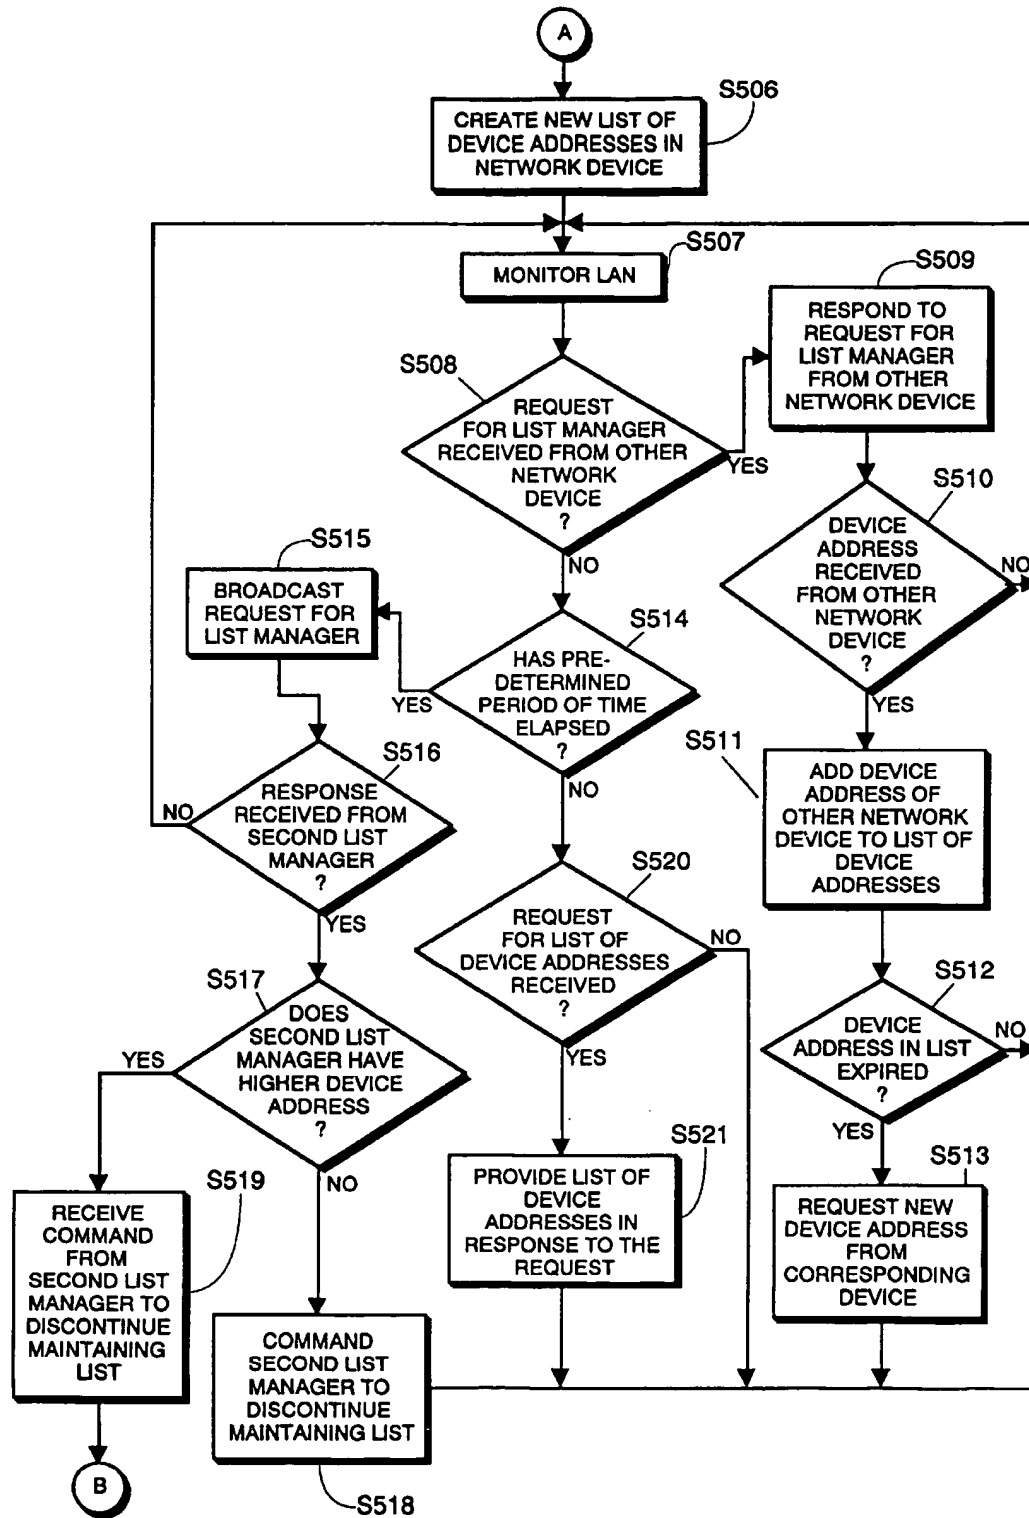 A
S506
CREATE NEW LIST OF
DEVICE ADDRESSES IN
NETWORK DEVICE
S507
MONITOR LAN
S509
RESPOND TO
REQUEST FOR
LIST MANAGER
FROM OTHER
NETWORK DEVICE
S508
REQUEST
FOR LIST MANAGER
RECEIVED FROM OTHER
NETWORK
DEVICE
?
YES
NO
S510
DEVICE
ADDRESS
RECEIVED
FROM OTHER
NETWORK
DEVICE
?
NO
YES
S515
BROADCAST
REQUEST FOR
LIST MANAGER
S514
HAS PRE-
DETERMINED
PERIOD OF TIME
ELAPSED
?
YES
NO
S511
ADD DEVICE
ADDRESS OF
OTHER NETWORK
DEVICE TO LIST OF
DEVICE
ADDRESSES
S516
RESPONSE
RECEIVED FROM
SECOND LIST
MANAGER
?
NO
YES
S520
REQUEST
FOR LIST OF
DEVICE ADDRESSES
RECEIVED
?
NO
YES
S512
DEVICE
ADDRESS IN LIST
EXPIRED
?
NO
YES
S517
DOES
SECOND LIST
MANAGER HAVE
HIGHER DEVICE
ADDRESS
?
YES
NO
S521
PROVIDE LIST OF
DEVICE
ADDRESSES IN
RESPONSE TO THE
REQUEST
S513
REQUEST NEW
DEVICE ADDRESS
FROM
CORRESPONDING
DEVICE
S519
RECEIVE
COMMAND
FROM
SECOND LIST
MANAGER TO
DISCONTINUE
MAINTAINING
LIST
COMMAND
SECOND LIST
MANAGER TO
DISCONTINUE
MAINTAINING LIST
S518
B